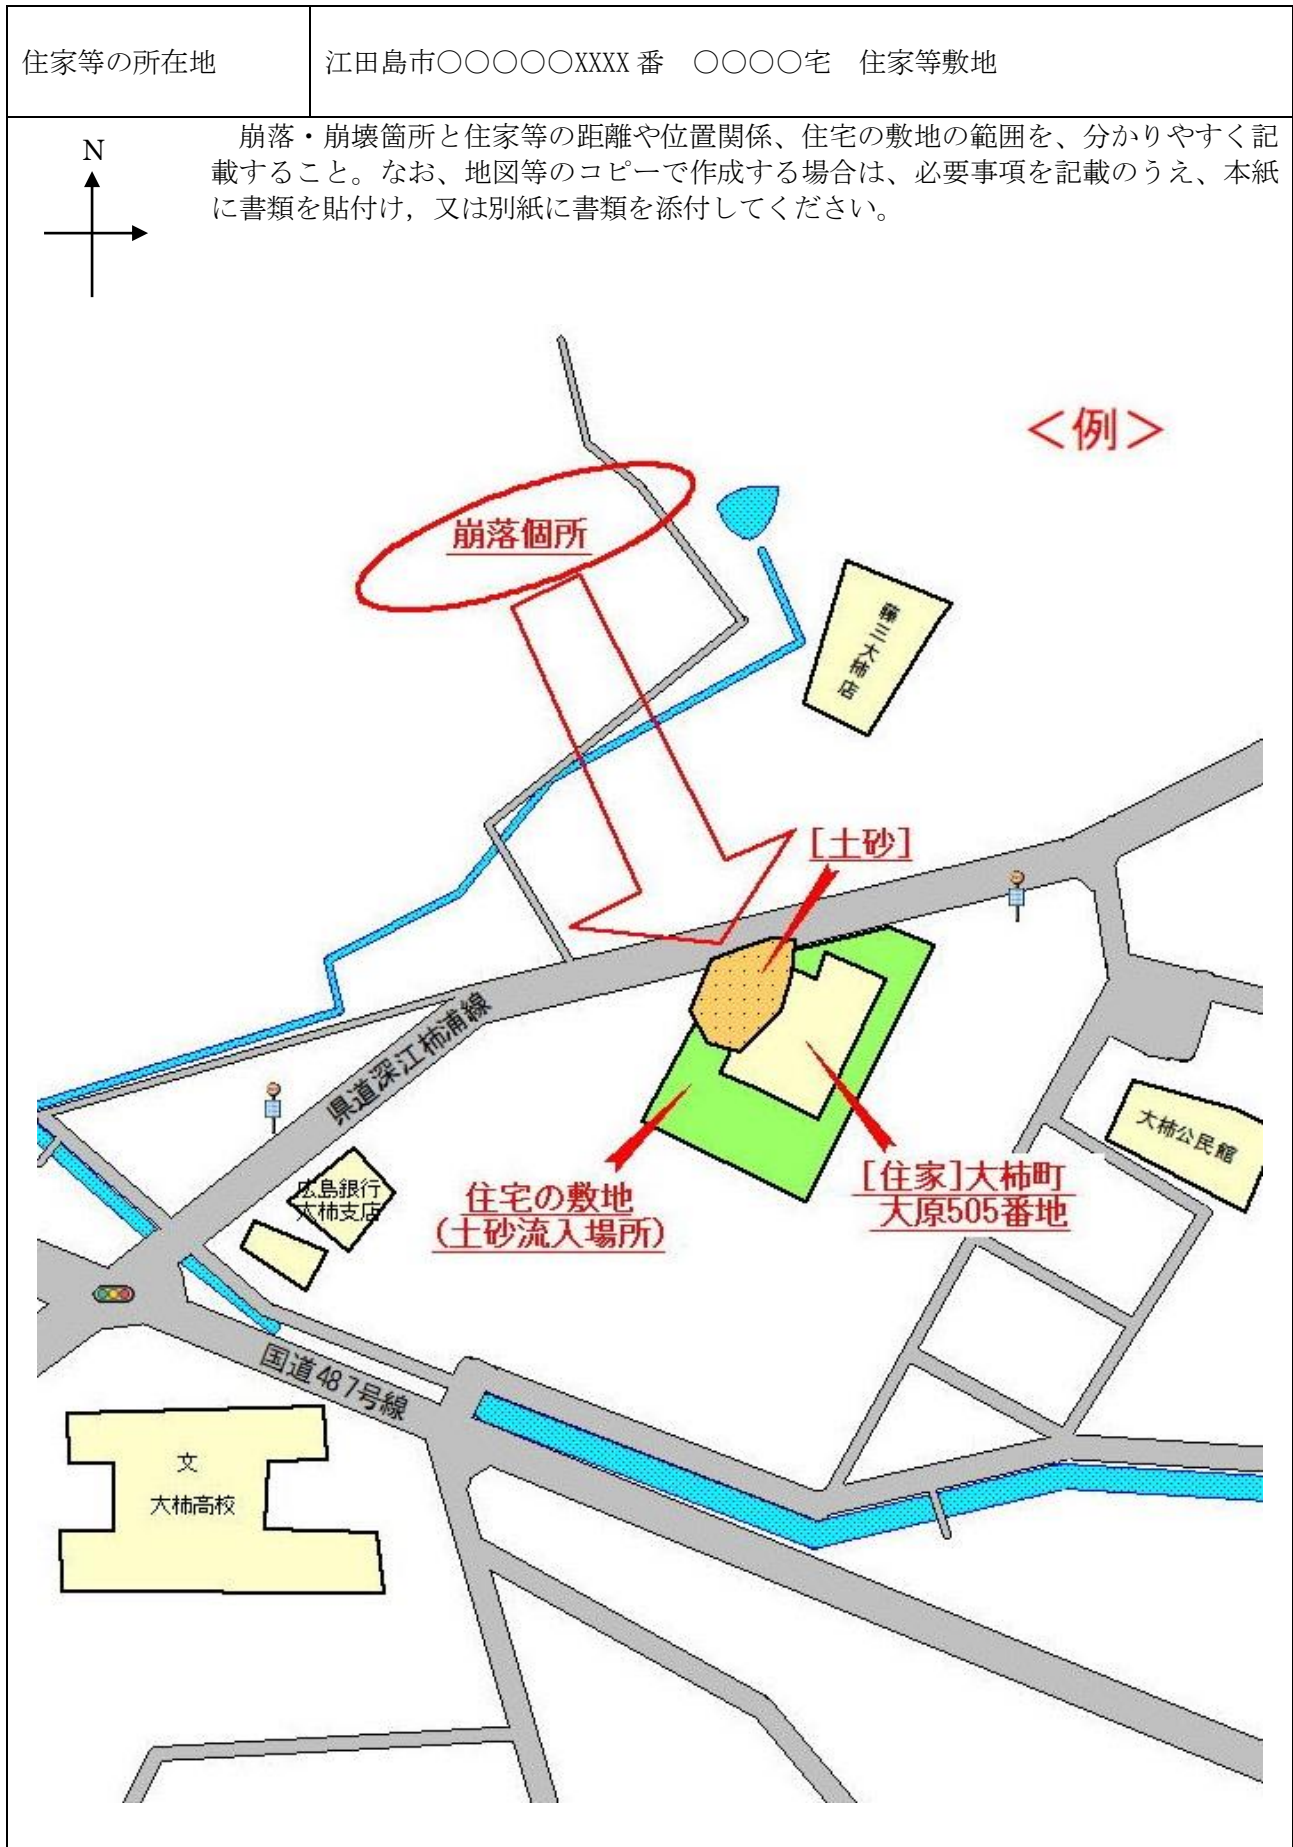 住家等の所在地
江田島市○○○○○XXXX番　○○○○宅　住家等敷地
N
崩落・崩壊箇所と住家等の距離や位置関係、住宅の敷地の範囲を、分かりやすく記
載すること。なお、地図等のコピーで作成する場合は、必要事項を記載のうえ、本紙
に書類を貼付け，又は別紙に書類を添付してください。
＜例＞
崩落個所
藤三大柿店
[土砂]
県道深江柿浦線
大柿公民館
[住家]大柿町
大原505番地
広島銀行
大柿支店
住宅の敷地
(土砂流入場所)
国道487号線
文
大柿高校